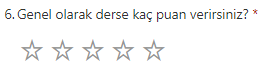 6. Genel olarak derse kaç puan verirsiniz? *